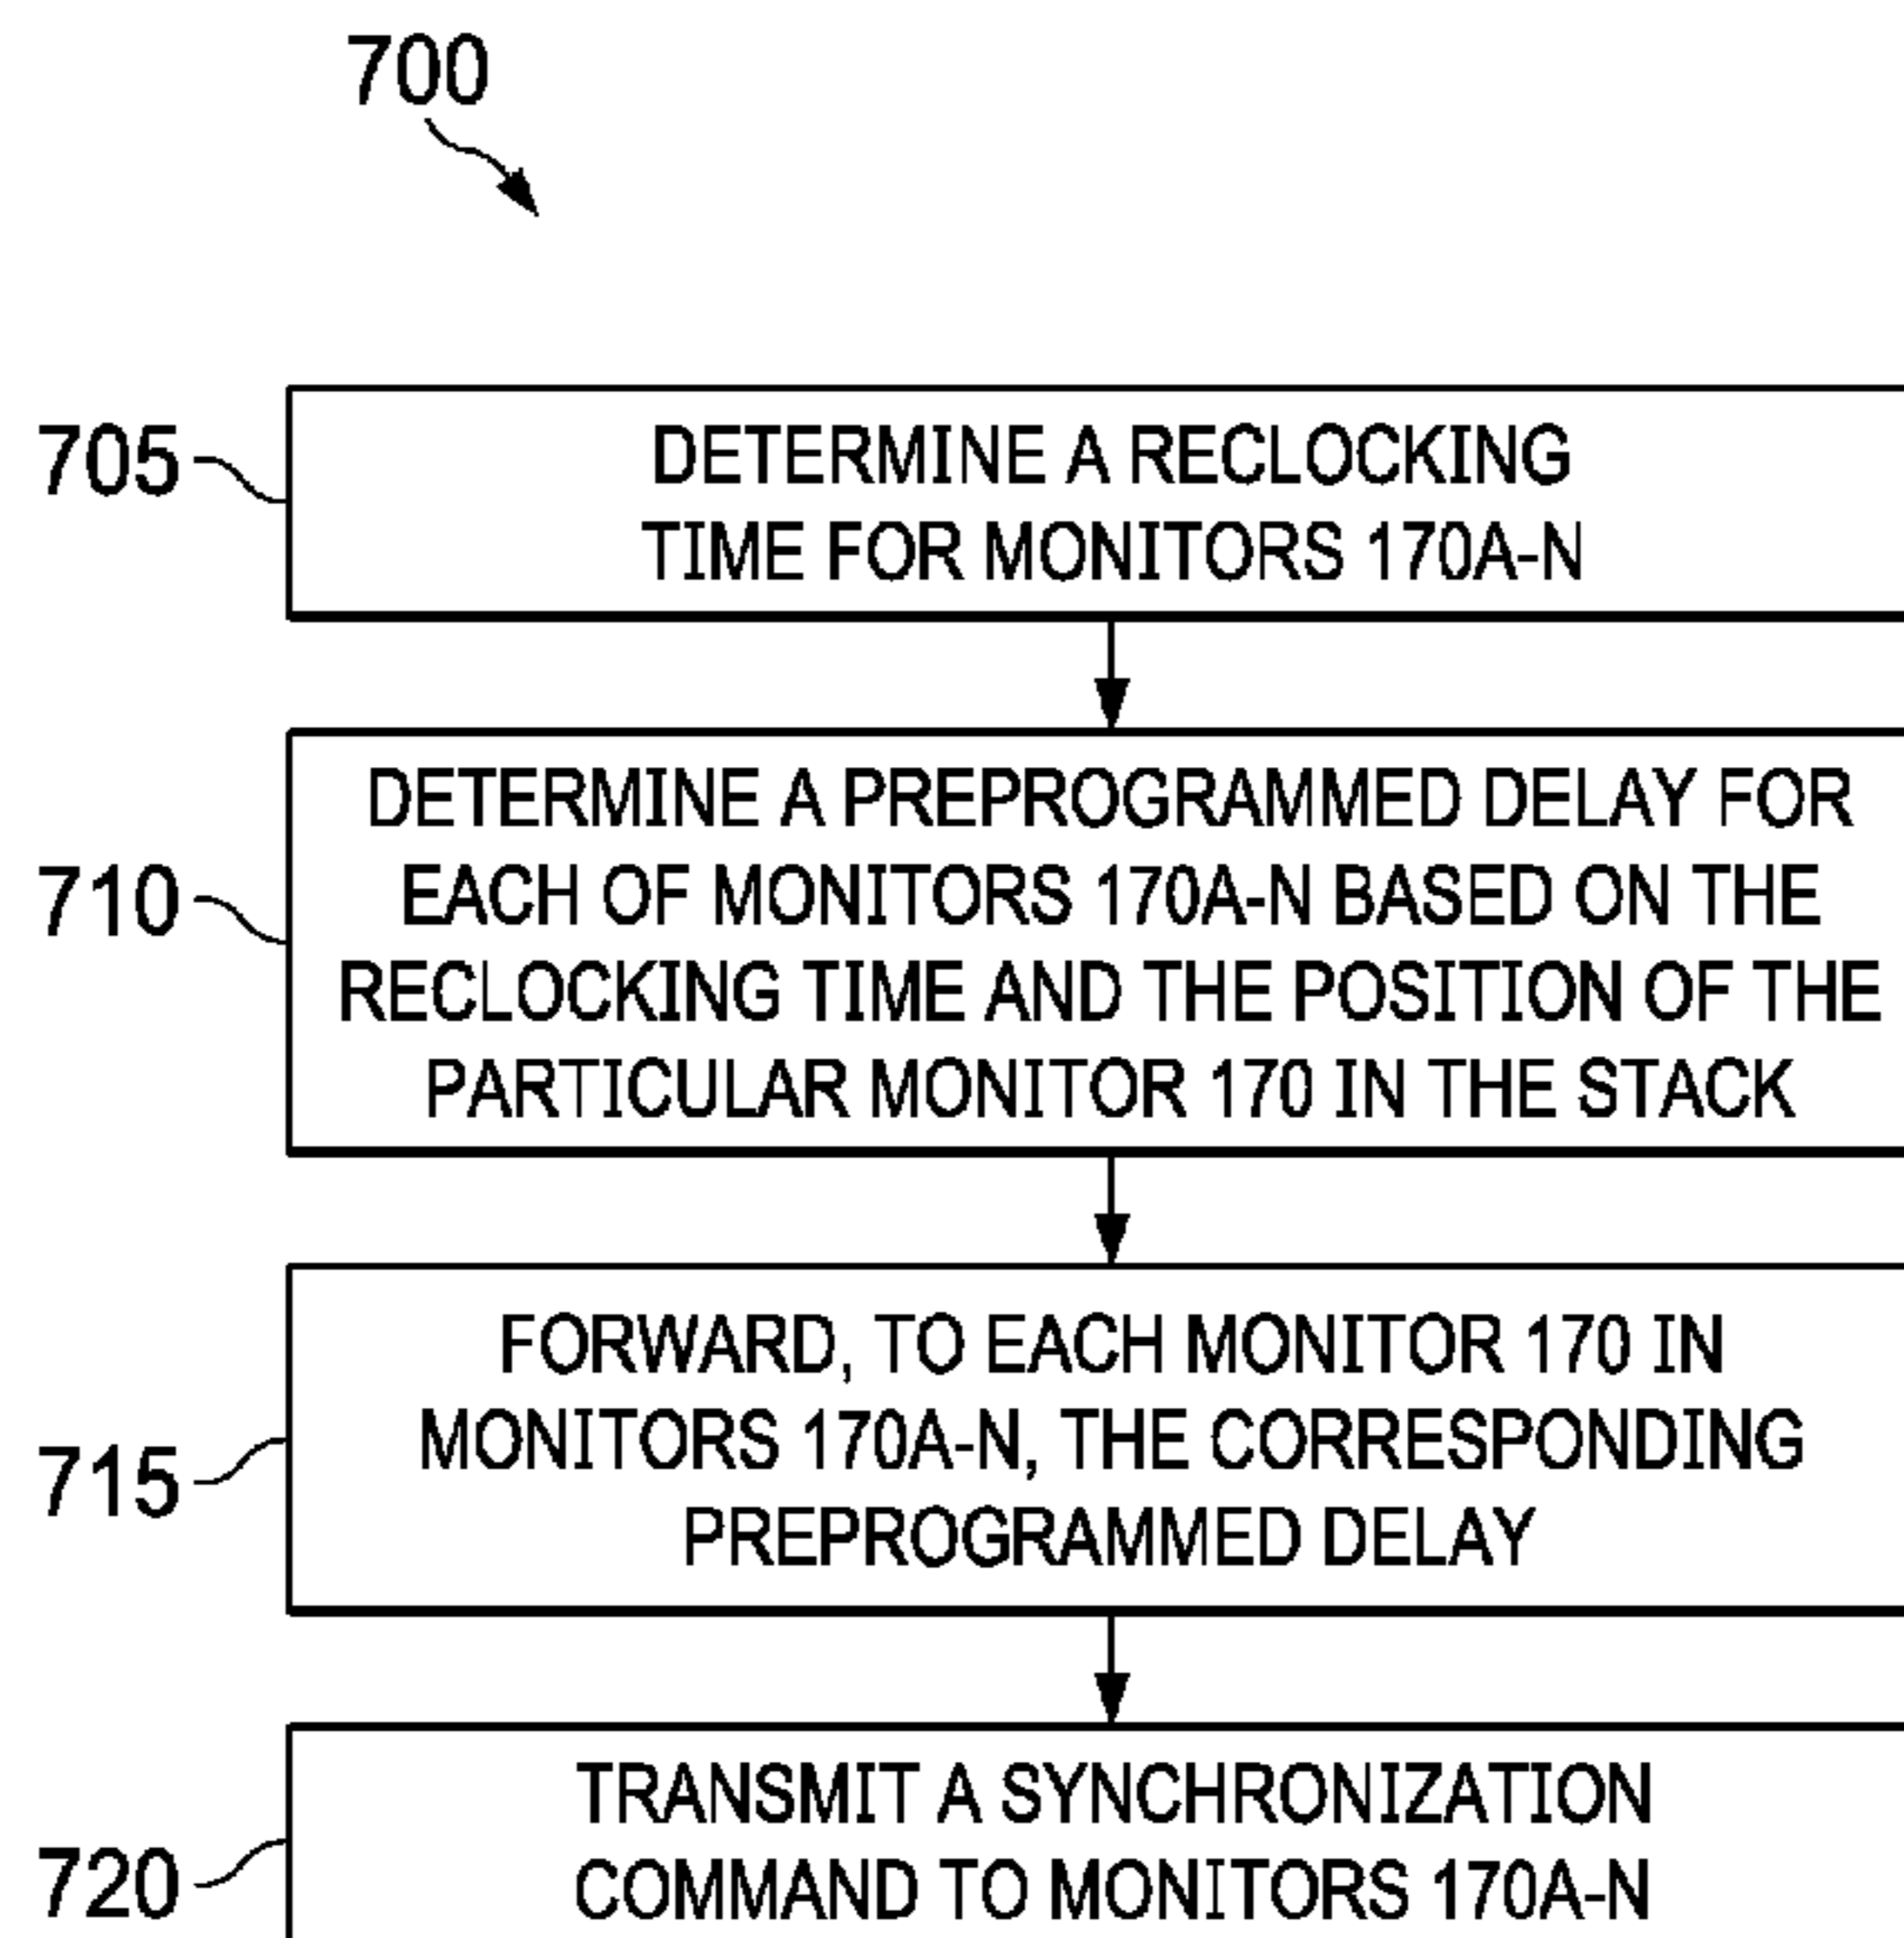 700
705
DETERMINE A RECLOCKING
TIME FOR MONITORS 170A-N
710
DETERMINE A PREPROGRAMMED DELAY FOR
EACH OF MONITORS 170A-N BASED ON THE
RECLOCKING TIME AND THE POSITION OF THE
PARTICULAR MONITOR 170 IN THE STACK
715
FORWARD, TO EACH MONITOR 170 IN
MONITORS 170A-N, THE CORRESPONDING
PREPROGRAMMED DELAY
720
TRANSMIT A SYNCHRONIZATION
COMMAND TO MONITORS 170A-N